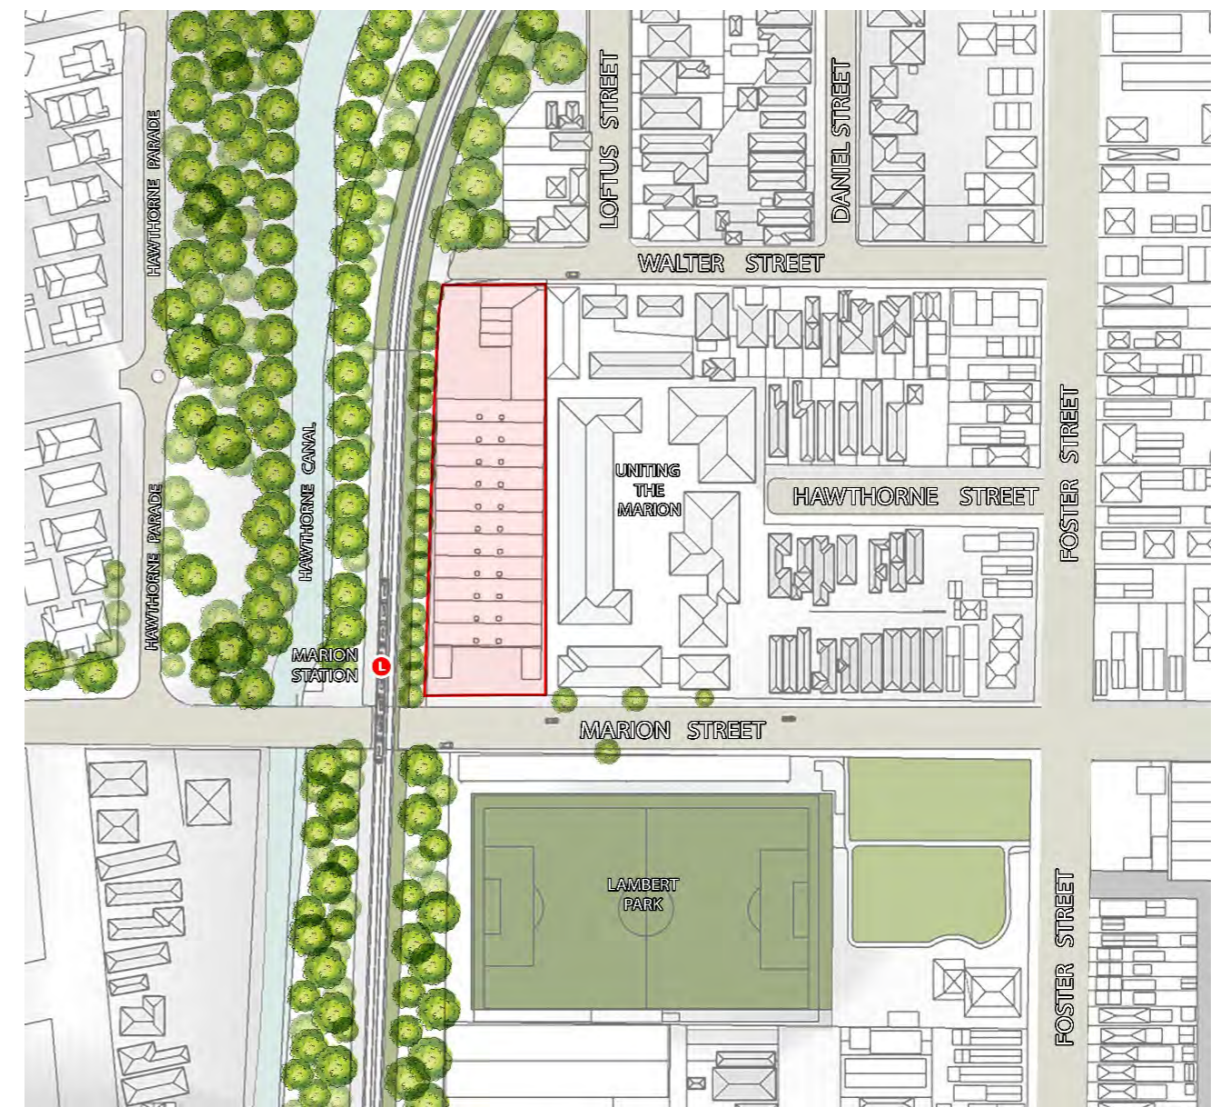 HAWTHORNE PARADE
LOFTUS STREET
DANIEL STREET
WALTER STREET
HAWTHORNE PARADE
HAWTHORNE CANAL
UNITING
THE
MARION
HAWTHORNE STREET
FOSTER STREET
MARION
STATION
L
MARION STREET
LAMBERT
PARK
FOSTER STREET